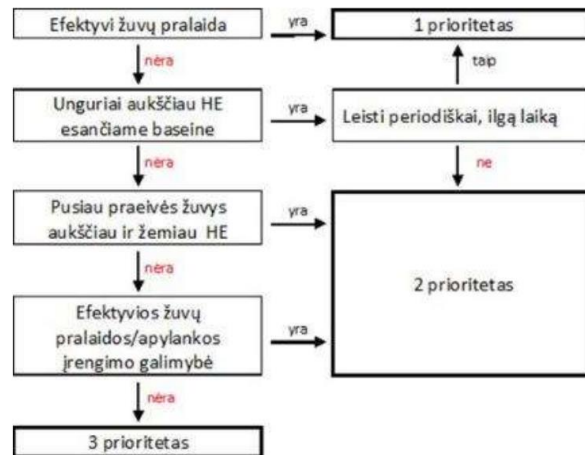 Efektyvi žuvų pralaida
yra
1 prioritetas
nėra
taip
Unguriai aukščiau HE
esančiame baseine
yra
Leisti periodiškai, ilgą laiką
nėra
ne
Pusiau praeivės žuvys
aukščiau ir žemiau HE
yra
2 prioritetas
nėra
Efektyvios žuvų
pralaidos/apylankos
įrengimo galimybė
yra
nėra
3 prioritetas